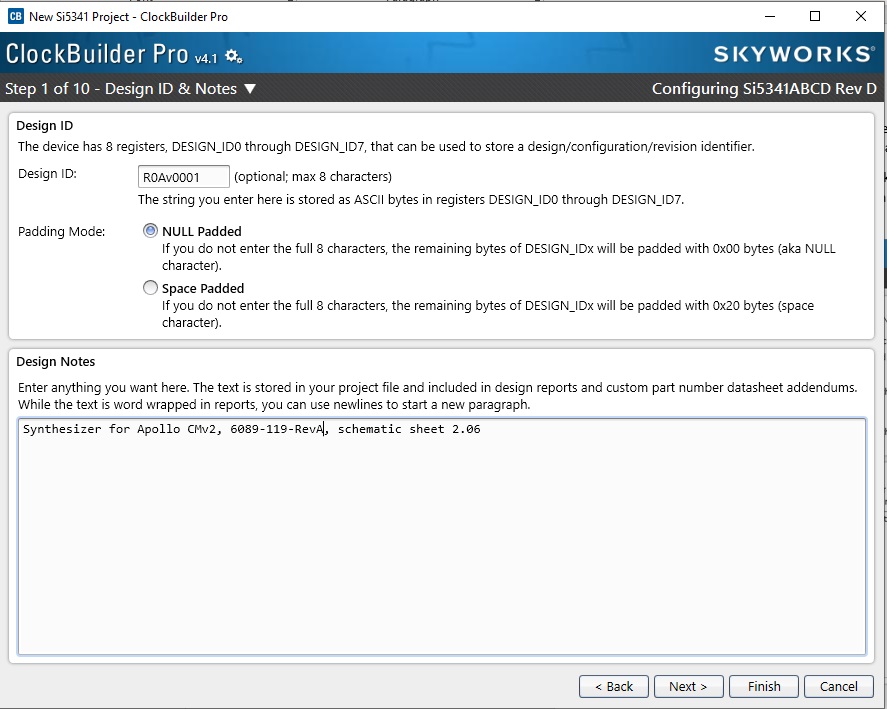 CB New Si5341 Project - ClockBuilder Pro
ClockBuilder Pro v4.1 SKYWORKS®
Step 1 of 10 - Design ID & Notes ▼ Configuring Si5341ABCD Rev D
Design ID
The device has 8 registers, DESIGN_ID0 through DESIGN_ID7, that can be used to store a design/configuration/revision identifier.
Design ID: R0Av0001 (optional; max 8 characters)
The string you enter here is stored as ASCII bytes in registers DESIGN_ID0 through DESIGN_ID7.
Padding Mode: NULL Padded
If you do not enter the full 8 characters, the remaining bytes of DESIGN_IDx will be padded with 0x00 bytes (aka NULL
character).
Space Padded
If you do not enter the full 8 characters, the remaining bytes of DESIGN_IDx will be padded with 0x20 bytes (space
character).
Design Notes
Enter anything you want here. The text is stored in your project file and included in design reports and custom part number datasheet addendums.
While the text is word wrapped in reports, you can use newlines to start a new paragraph.
Synthesizer for Apollo CMv2, 6089-119-RevA, schematic sheet 2.06
< Back Next > Finish Cancel